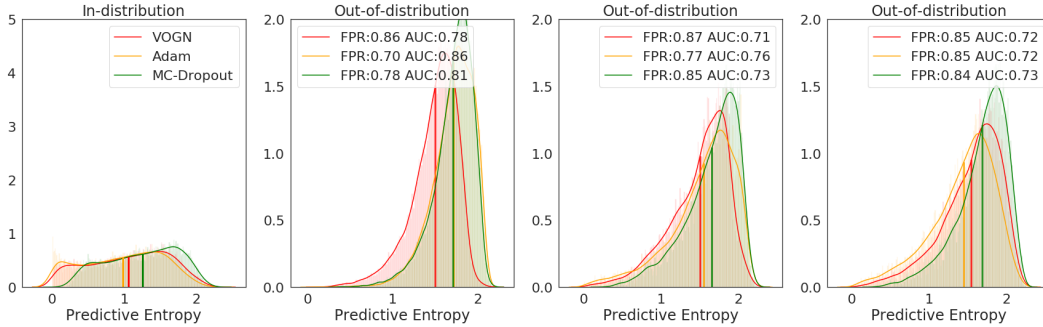 In-distribution
5
4
3
2
1
0
VOGN
Adam
MC-Dropout
0 1 2
Predictive Entropy
Out-of-distribution
2.0
1.5
1.0
0.5
0.0
FPR:0.86 AUC:0.78
FPR:0.70 AUC:0.86
FPR:0.78 AUC:0.81
0 1 2
Predictive Entropy
Out-of-distribution
2.0
1.5
1.0
0.5
0.0
FPR:0.87 AUC:0.71
FPR:0.77 AUC:0.76
FPR:0.85 AUC:0.73
0 1 2
Predictive Entropy
Out-of-distribution
2.0
1.5
1.0
0.5
0.0
FPR:0.85 AUC:0.72
FPR:0.85 AUC:0.72
FPR:0.84 AUC:0.73
0 1 2
Predictive Entropy